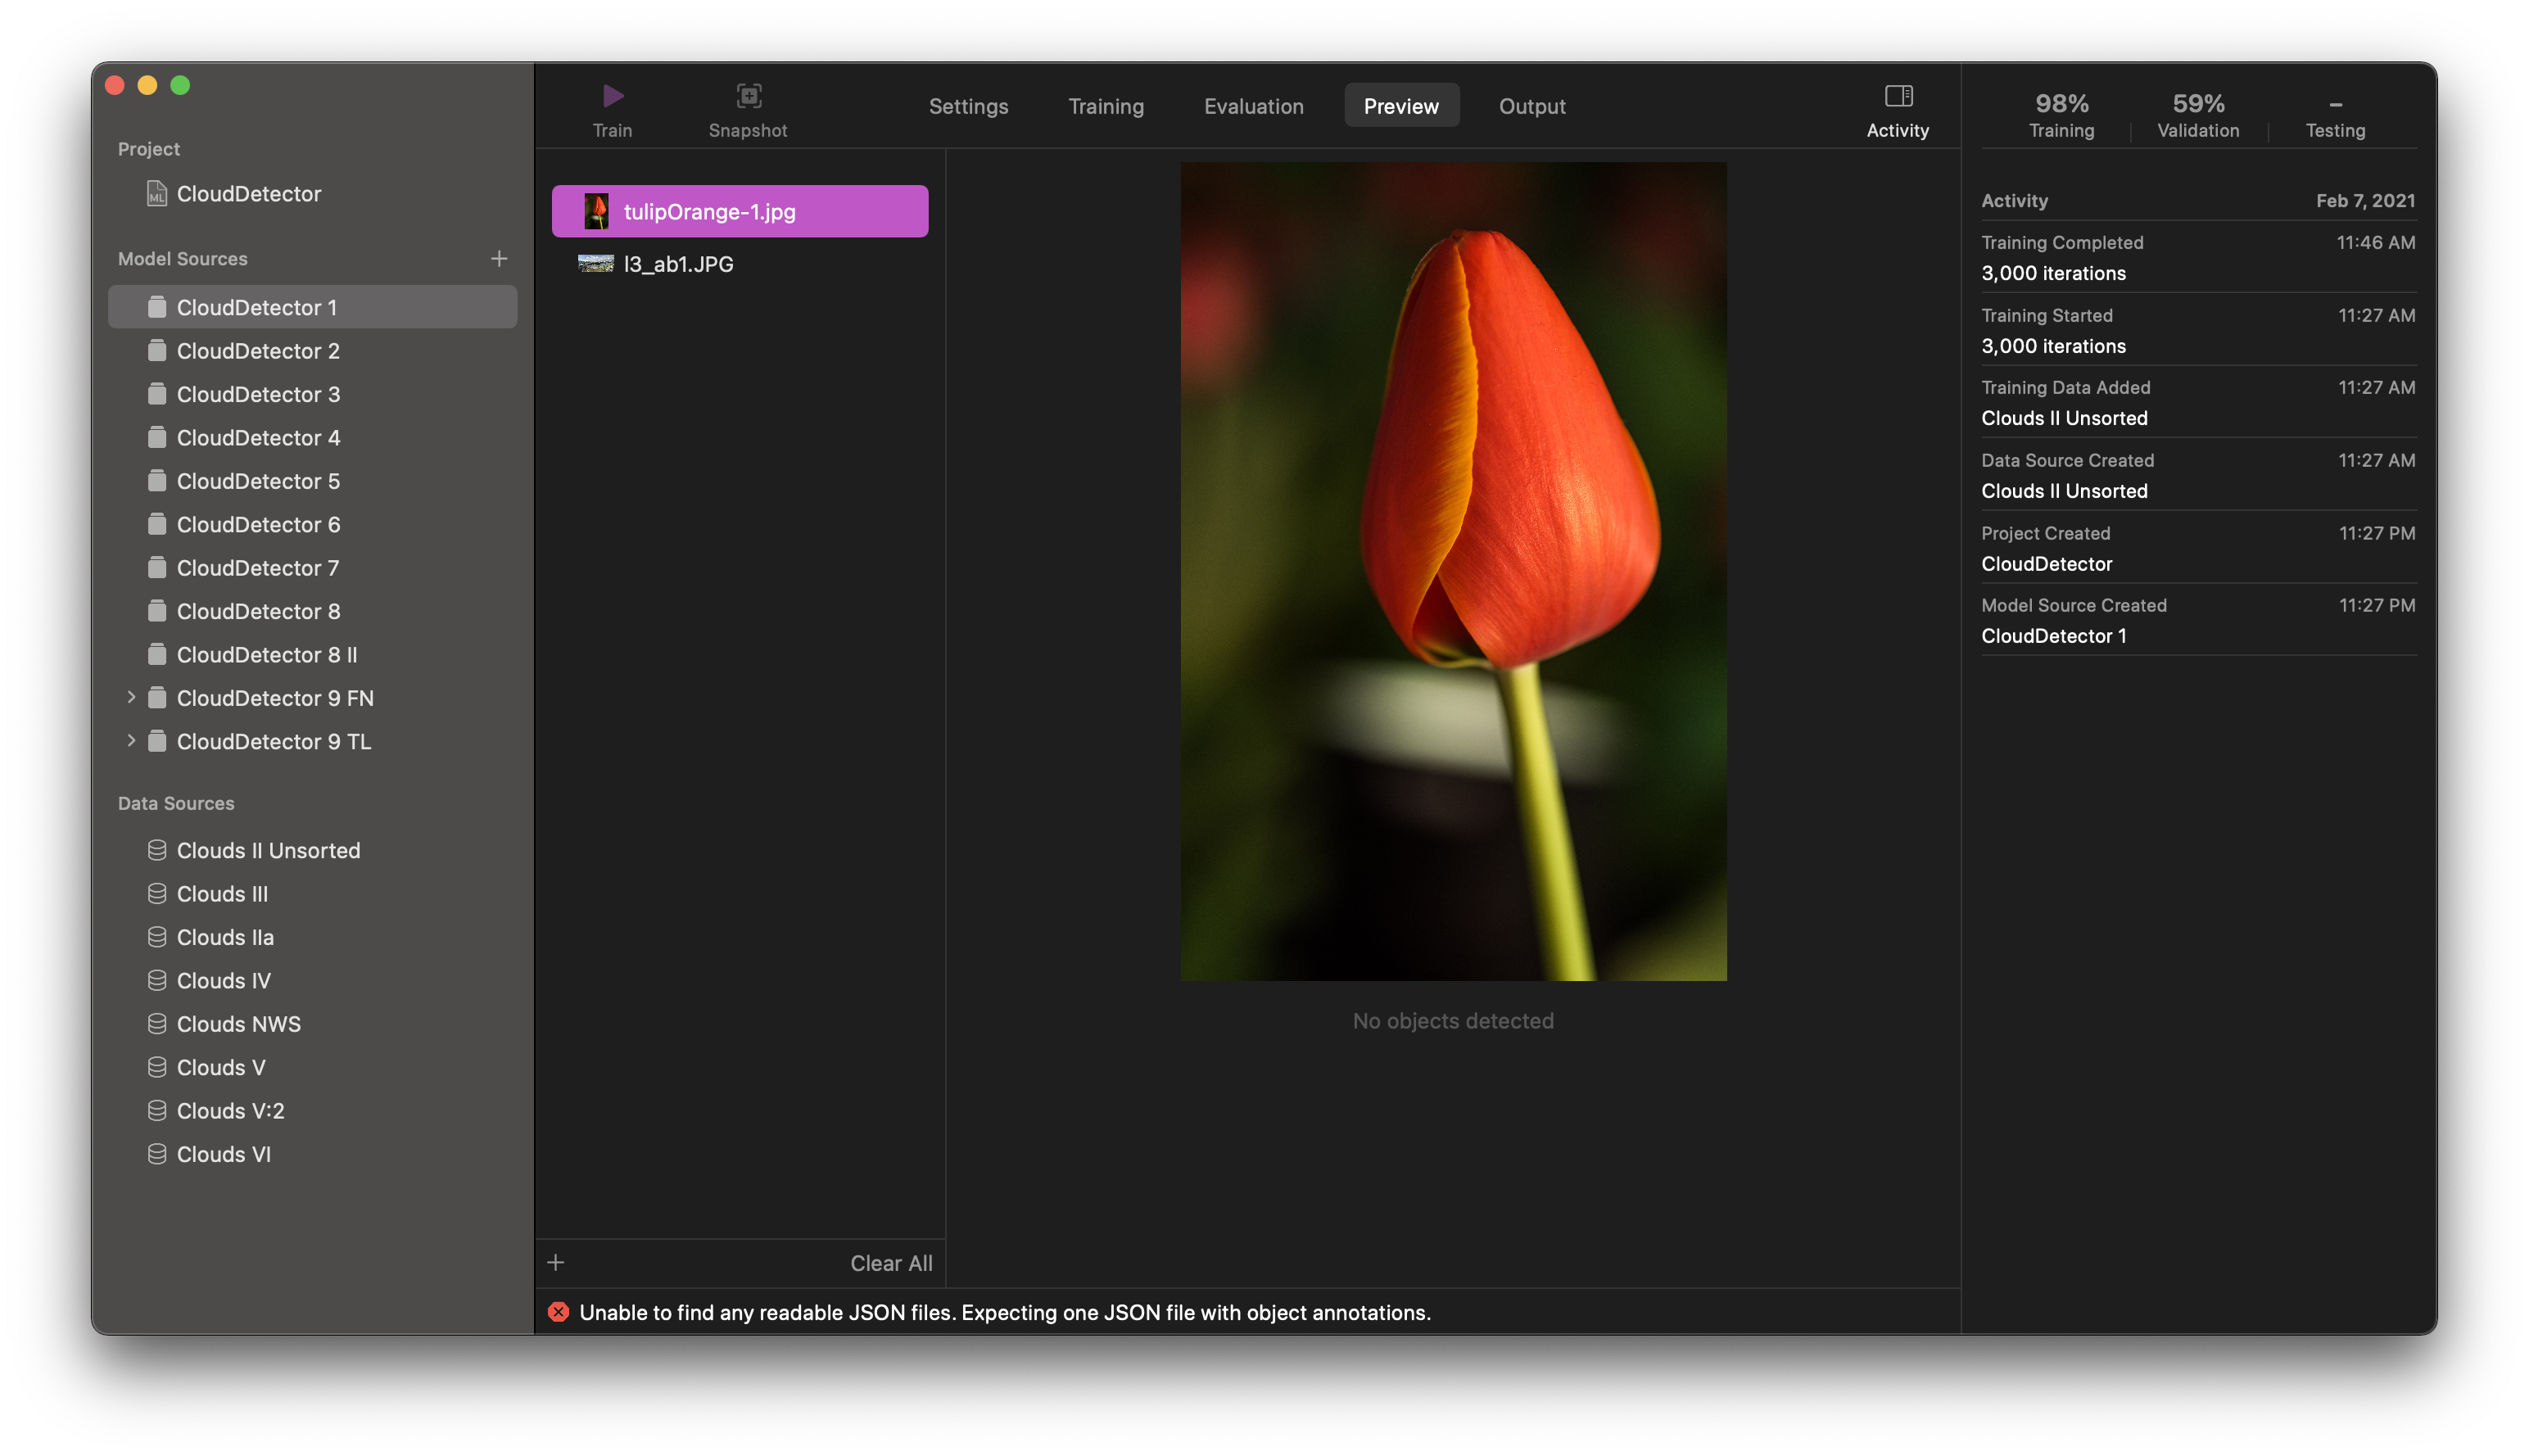 Project
ML
CloudDetector
Model Sources
CloudDetector 1
CloudDetector 2
CloudDetector 3
CloudDetector 4
CloudDetector 5
CloudDetector 6
CloudDetector 7
CloudDetector 8
CloudDetector 8 II
CloudDetector 9 FN
CloudDetector 9 TL
Data Sources
Clouds II Unsorted
Clouds III
Clouds IIa
Clouds IV
Clouds NWS
Clouds V
Clouds V:2
Clouds VI
Train
Snapshot
Settings
Training
Evaluation
Preview
Output
Activity
tulipOrange-1.jpg
l3_ab1.JPG
No objects detected
Clear All
Unable to find any readable JSON files. Expecting one JSON file with object annotations.
98% 59% –
Training Validation Testing
Activity Feb 7, 2021
Training Completed 11:46 AM
3,000 iterations
Training Started 11:27 AM
3,000 iterations
Training Data Added 11:27 AM
Clouds II Unsorted
Data Source Created 11:27 AM
Clouds II Unsorted
Project Created 11:27 PM
CloudDetector
Model Source Created 11:27 PM
CloudDetector 1